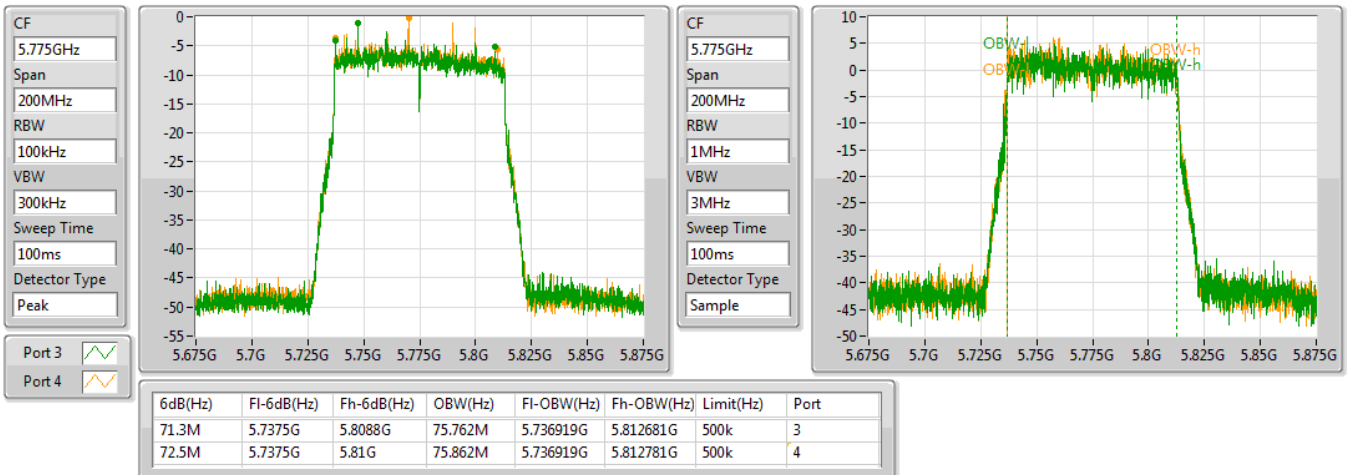 CF
5.775GHz
Span
200MHz
RBW
100kHz
VBW
300kHz
Sweep Time
100ms
Detector Type
Peak
0
-5
-10
-15
-20
-25
-30
-35
-40
-45
-50
-55
5.675G 5.7G 5.725G 5.75G 5.775G 5.8G 5.825G 5.85G 5.875G
CF
5.775GHz
Span
200MHz
RBW
1MHz
VBW
3MHz
Sweep Time
100ms
Detector Type
Sample
10
5
0
-5
-10
-15
-20
-25
-30
-35
-40
-45
-50
OBW-h
OBW-h
5.675G 5.7G 5.725G 5.75G 5.775G 5.8G 5.825G 5.85G 5.875G
Port 3
Port 4
6dB(Hz) Fl-6dB(Hz) Fh-6dB(Hz) OBW(Hz) Fl-OBW(Hz) Fh-OBW(Hz) Limit(Hz) Port
71.3M 5.7375G 5.8088G 75.762M 5.736919G 5.812681G 500k 3
72.5M 5.7375G 5.81G 75.862M 5.736919G 5.812781G 500k 4